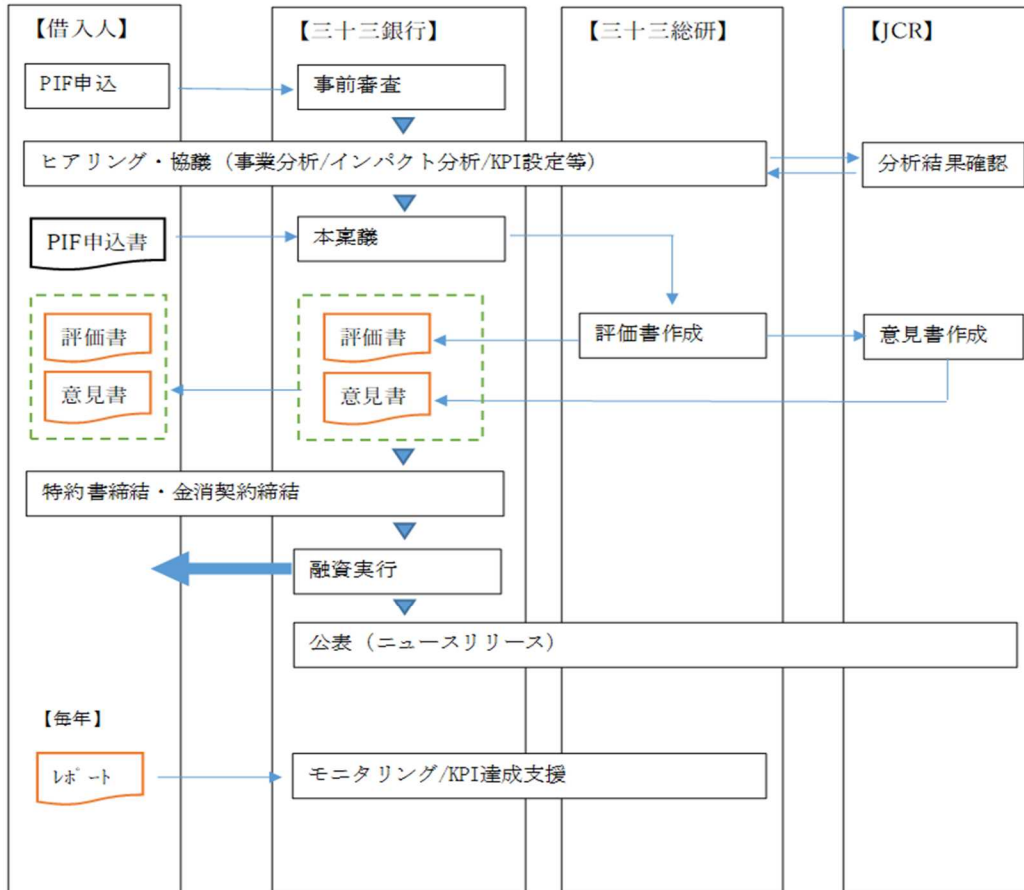 【借入人】
【三十三銀行】
【三十三総研】
【JCR】
PIF申込
事前審査
ヒアリング・協議（事業分析/インパクト分析/KPI設定等）
分析結果確認
PIF申込書
本稟議
評価書
評価書
評価書作成
意見書作成
意見書
意見書
特約書締結・金消契約締結
融資実行
公表（ニュースリリース）
【毎年】
ﾚﾎﾟｰﾄ
モニタリング/KPI達成支援